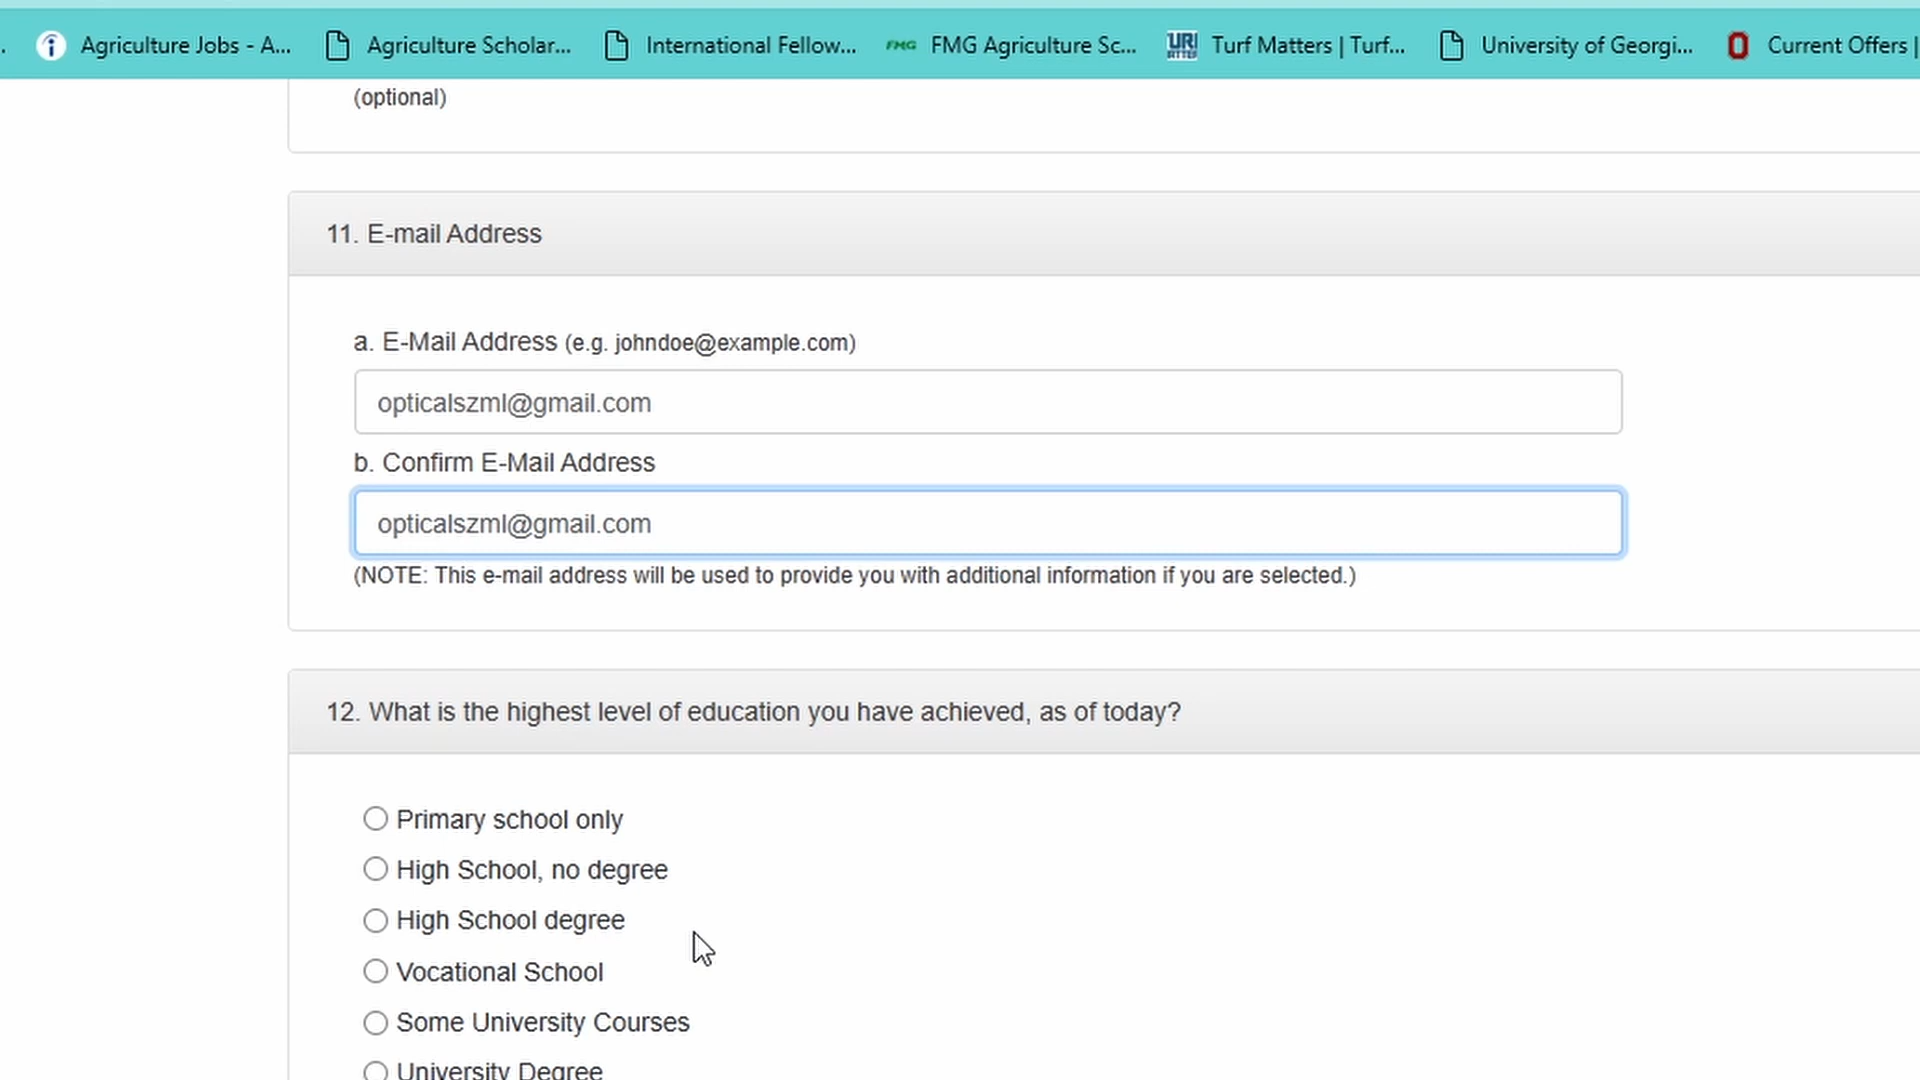 Agriculture Jobs - A... Agriculture Scholar... International Fellow... FMG FMG Agriculture Sc... URI Turf Matters | Turf... University of Georgi... Current Offers |
(optional)
11. E-mail Address
a. E-Mail Address (e.g. johndoe@example.com)
opticalszml@gmail.com
b. Confirm E-Mail Address
opticalszml@gmail.com
(NOTE: This e-mail address will be used to provide you with additional information if you are selected.)
12. What is the highest level of education you have achieved, as of today?
Primary school only
High School, no degree
High School degree
Vocational School
Some University Courses
University Degree